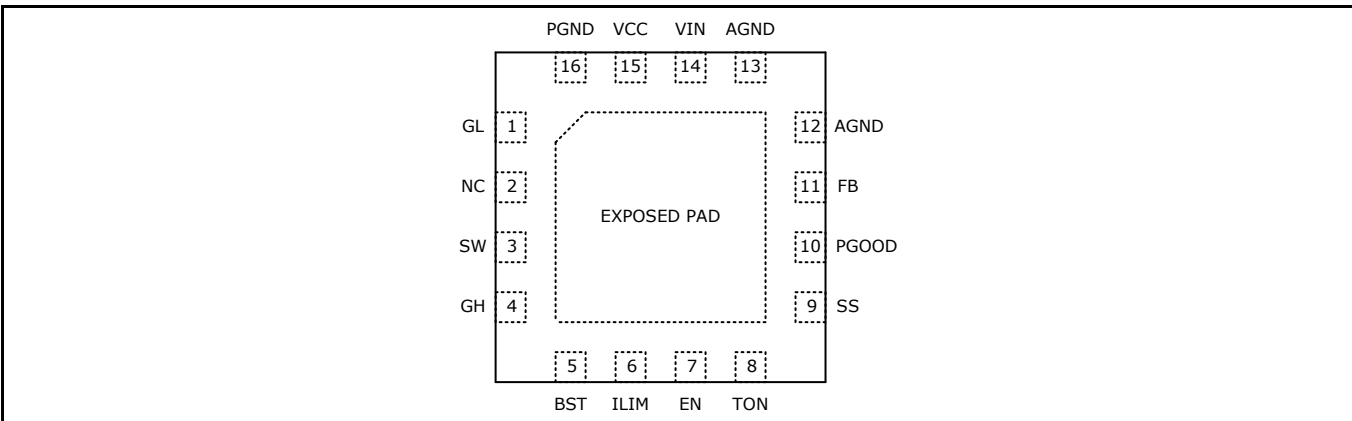 PGND VCC VIN AGND
16 15 14 13
GL 1 12 AGND
NC 2 11 FB
EXPOSED PAD
SW 3 10 PGOOD
GH 4 9 SS
5 6 7 8
BST ILIM EN TON